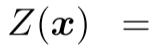 Z(𝒙) =